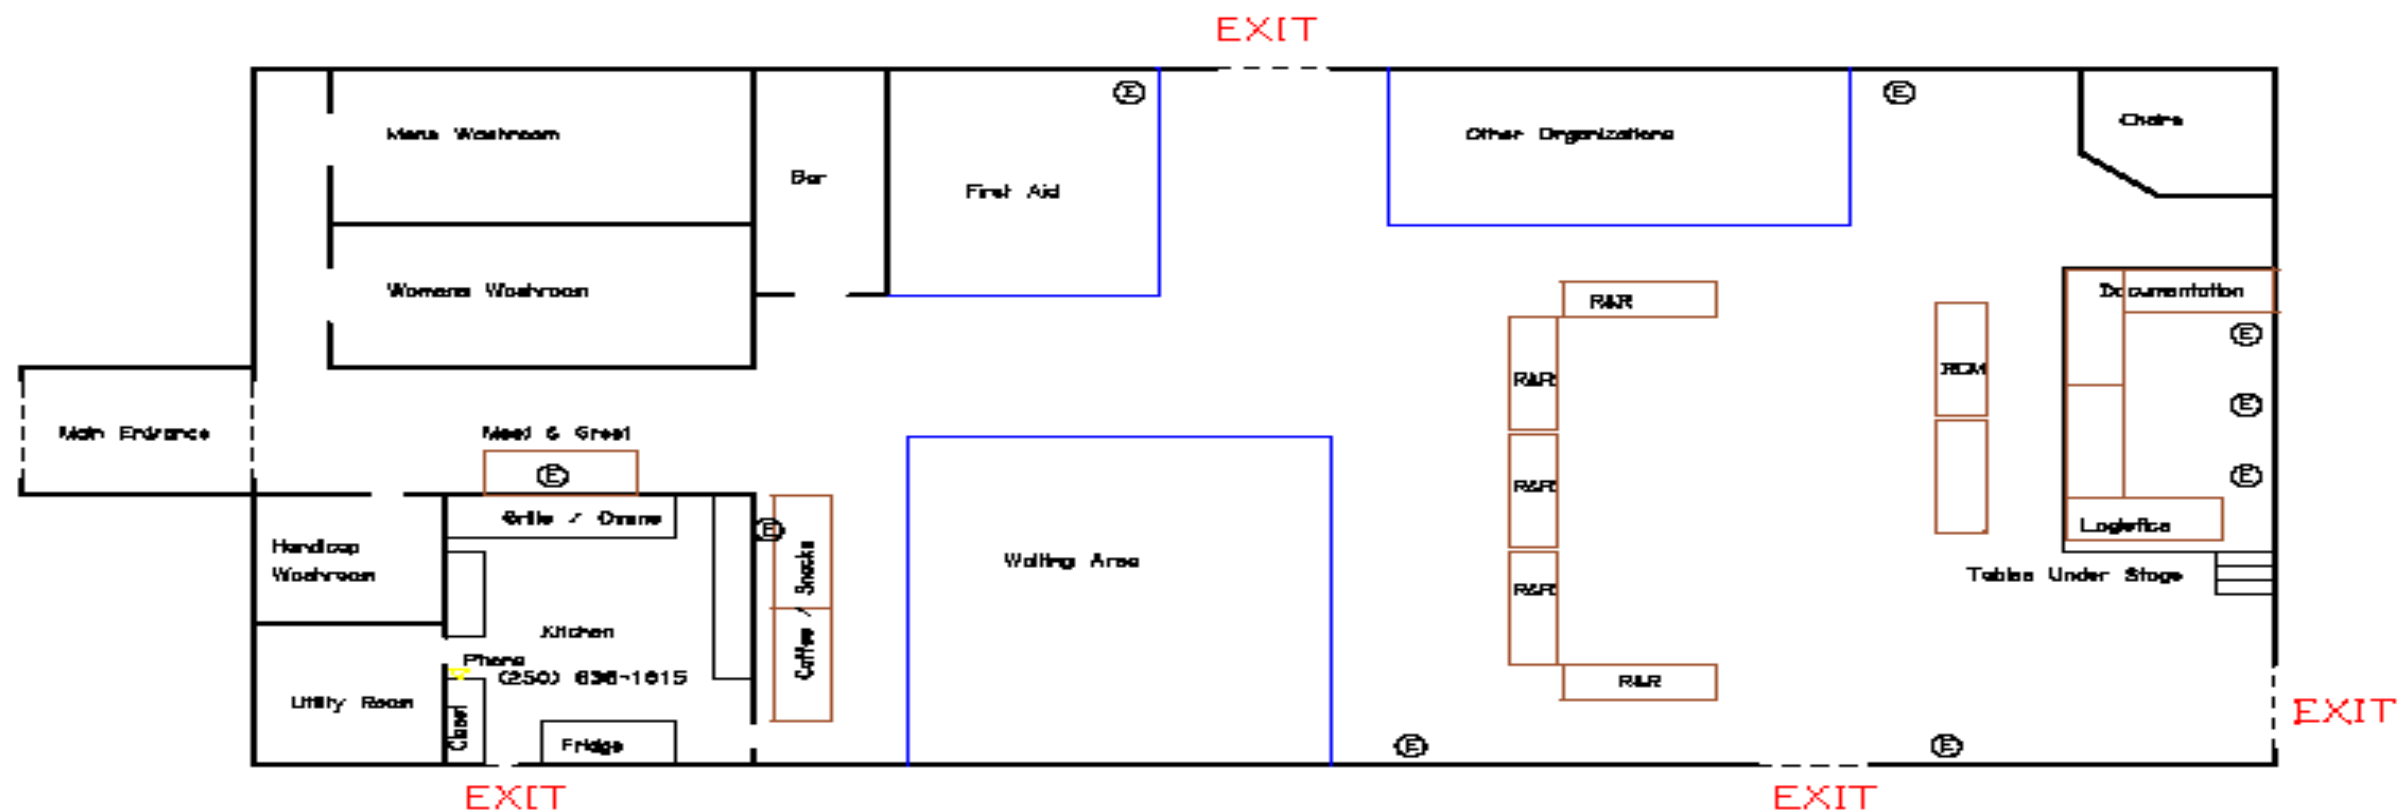 EXIT
Mens Washroom
Bar
First Aid
E
Other Organizations
E
Chairs
Womens Washroom
R&R
Documentation
E
R&R
RCM
E
Main Entrance
Meet & Greet
E
E
R&R
Grille / Ovens
Logistics
E
Handicap
Washroom
Coffee / Snacks
Waiting Area
R&R
Tables Under Stage
Kitchen
Phone
(250)
Utility Room
Closet
Fridge
R&R
E
E
EXIT
EXIT
EXIT